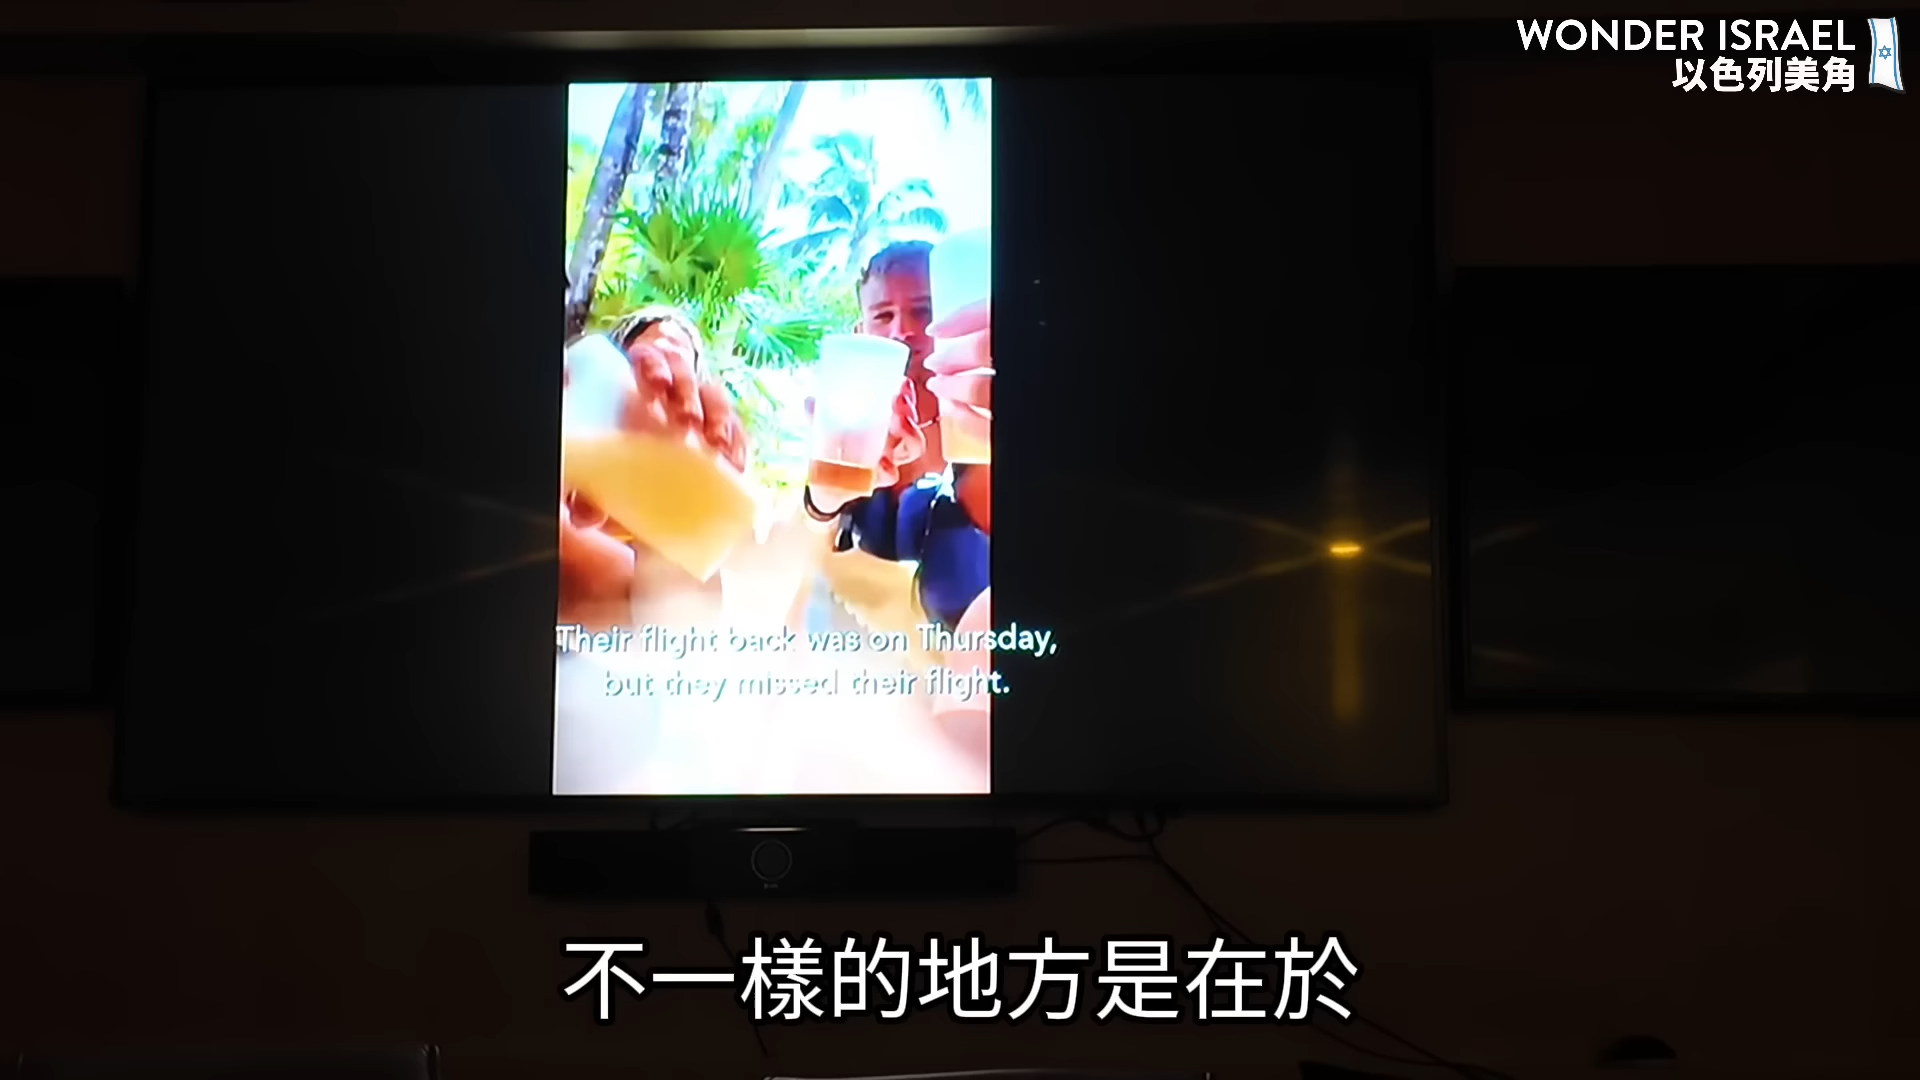 WONDER ISRAEL
以色列美角
Their flight back was on Thursday,
but they missed their flight.
不一樣的地方是在於